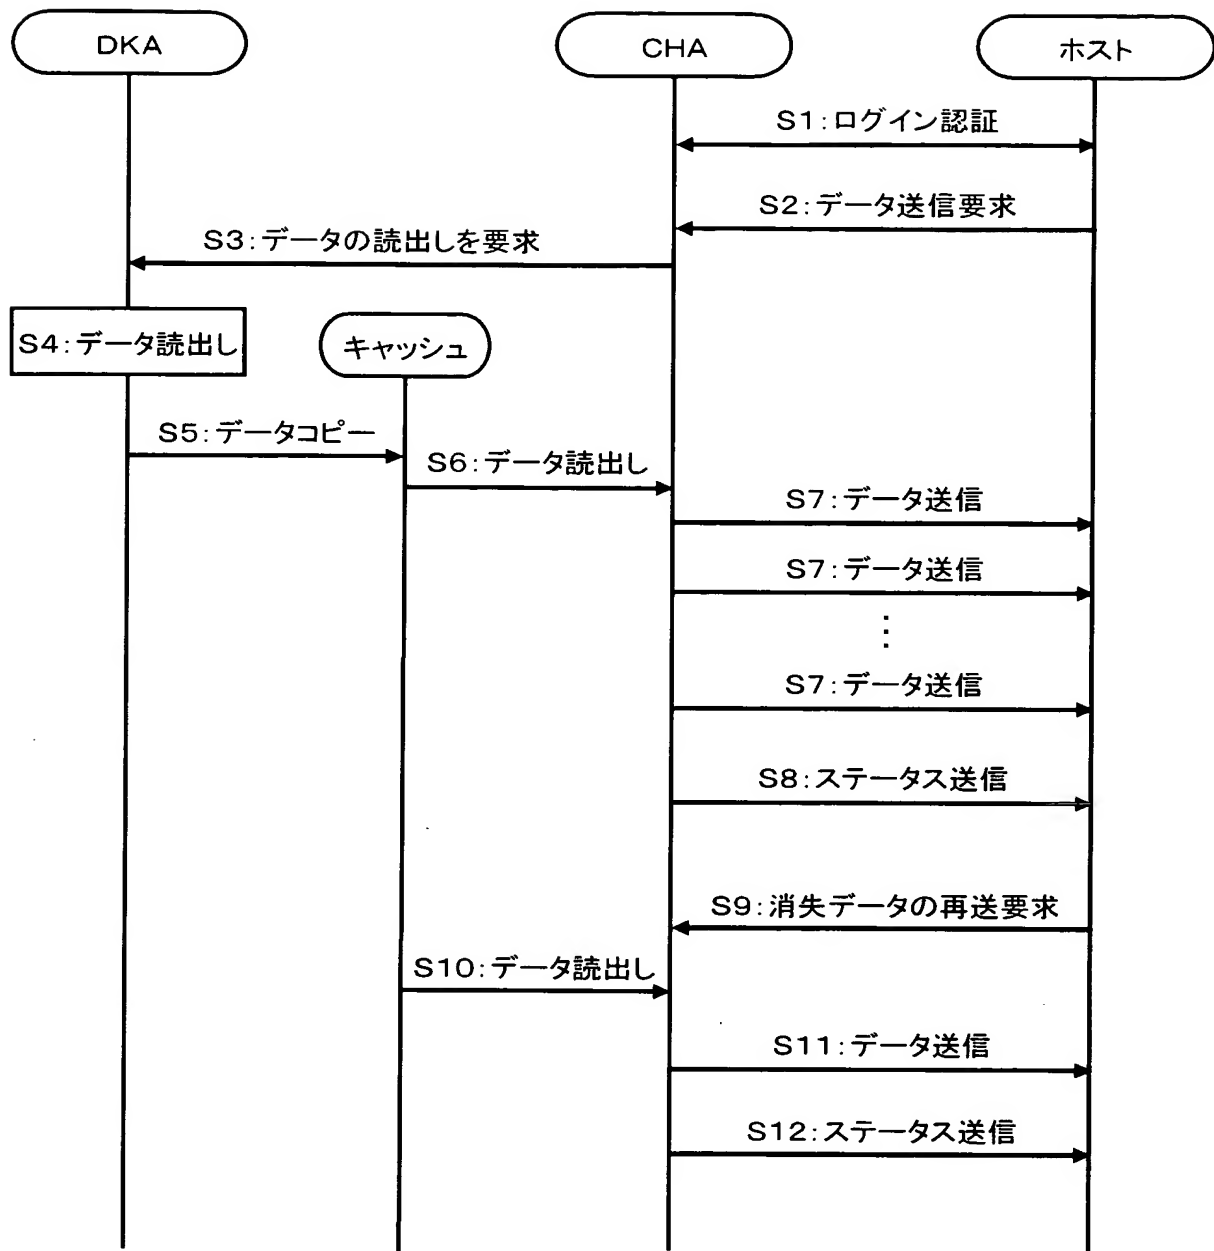 DKA
CHA
ホスト
S1:ログイン認証
S2:データ送信要求
S3:データの読出しを要求
S4:データ読出し
キャッシュ
S5:データコピー
S6:データ読出し
S7:データ送信
S7:データ送信
⋮
S7:データ送信
S8:ステータス送信
S9:消失データの再送要求
S10:データ読出し
S11:データ送信
S12:ステータス送信